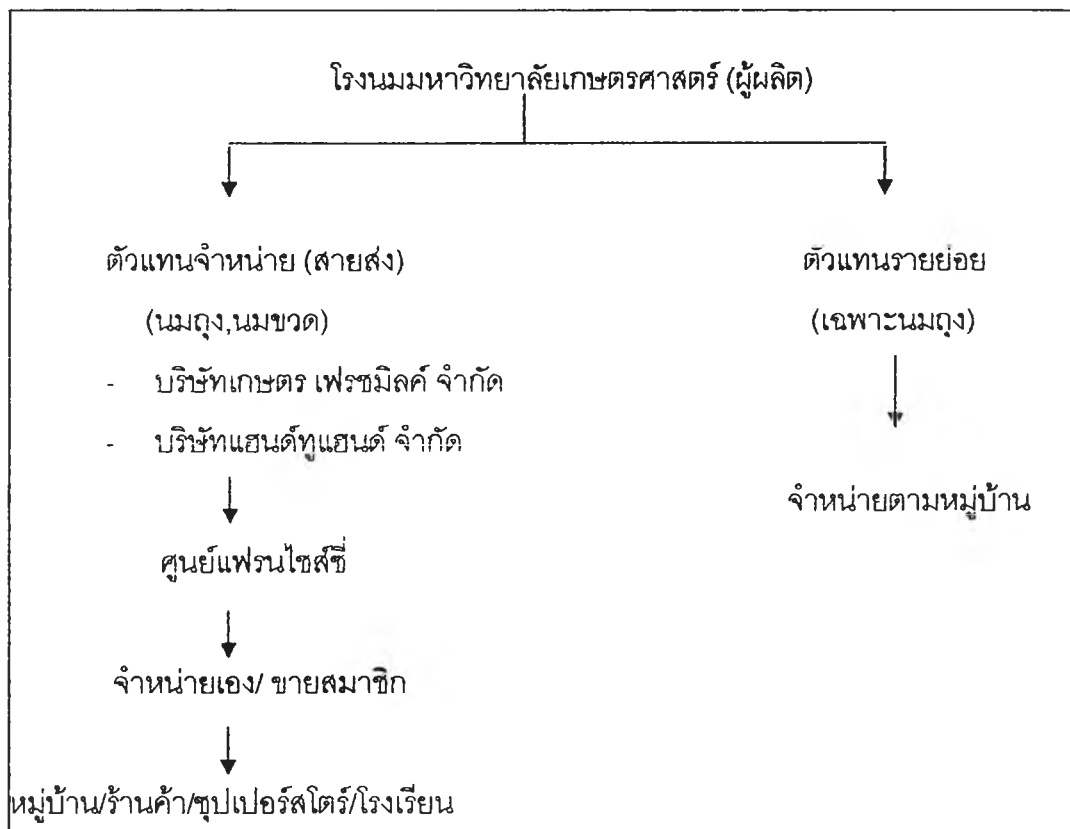 โรงนมมหาวิทยาลัยเกษตรศาสตร์ (ผู้ผลิต)
ตัวแทนจำหน่าย (สายส่ง)
(นมถุง,นมขวด)
- บริษัทเกษตร เฟรชมิลค์ จำกัด
- บริษัทแฮนด์ทูแฮนด์ จำกัด
ศูนย์แฟรนไชส์ซี่
จำหน่ายเอง/ ขายสมาชิก
หมู่บ้าน/ร้านค้า/ซุปเปอร์สโตร์/โรงเรียน
ตัวแทนรายย่อย
(เฉพาะนมถุง)
จำหน่ายตามหมู่บ้าน